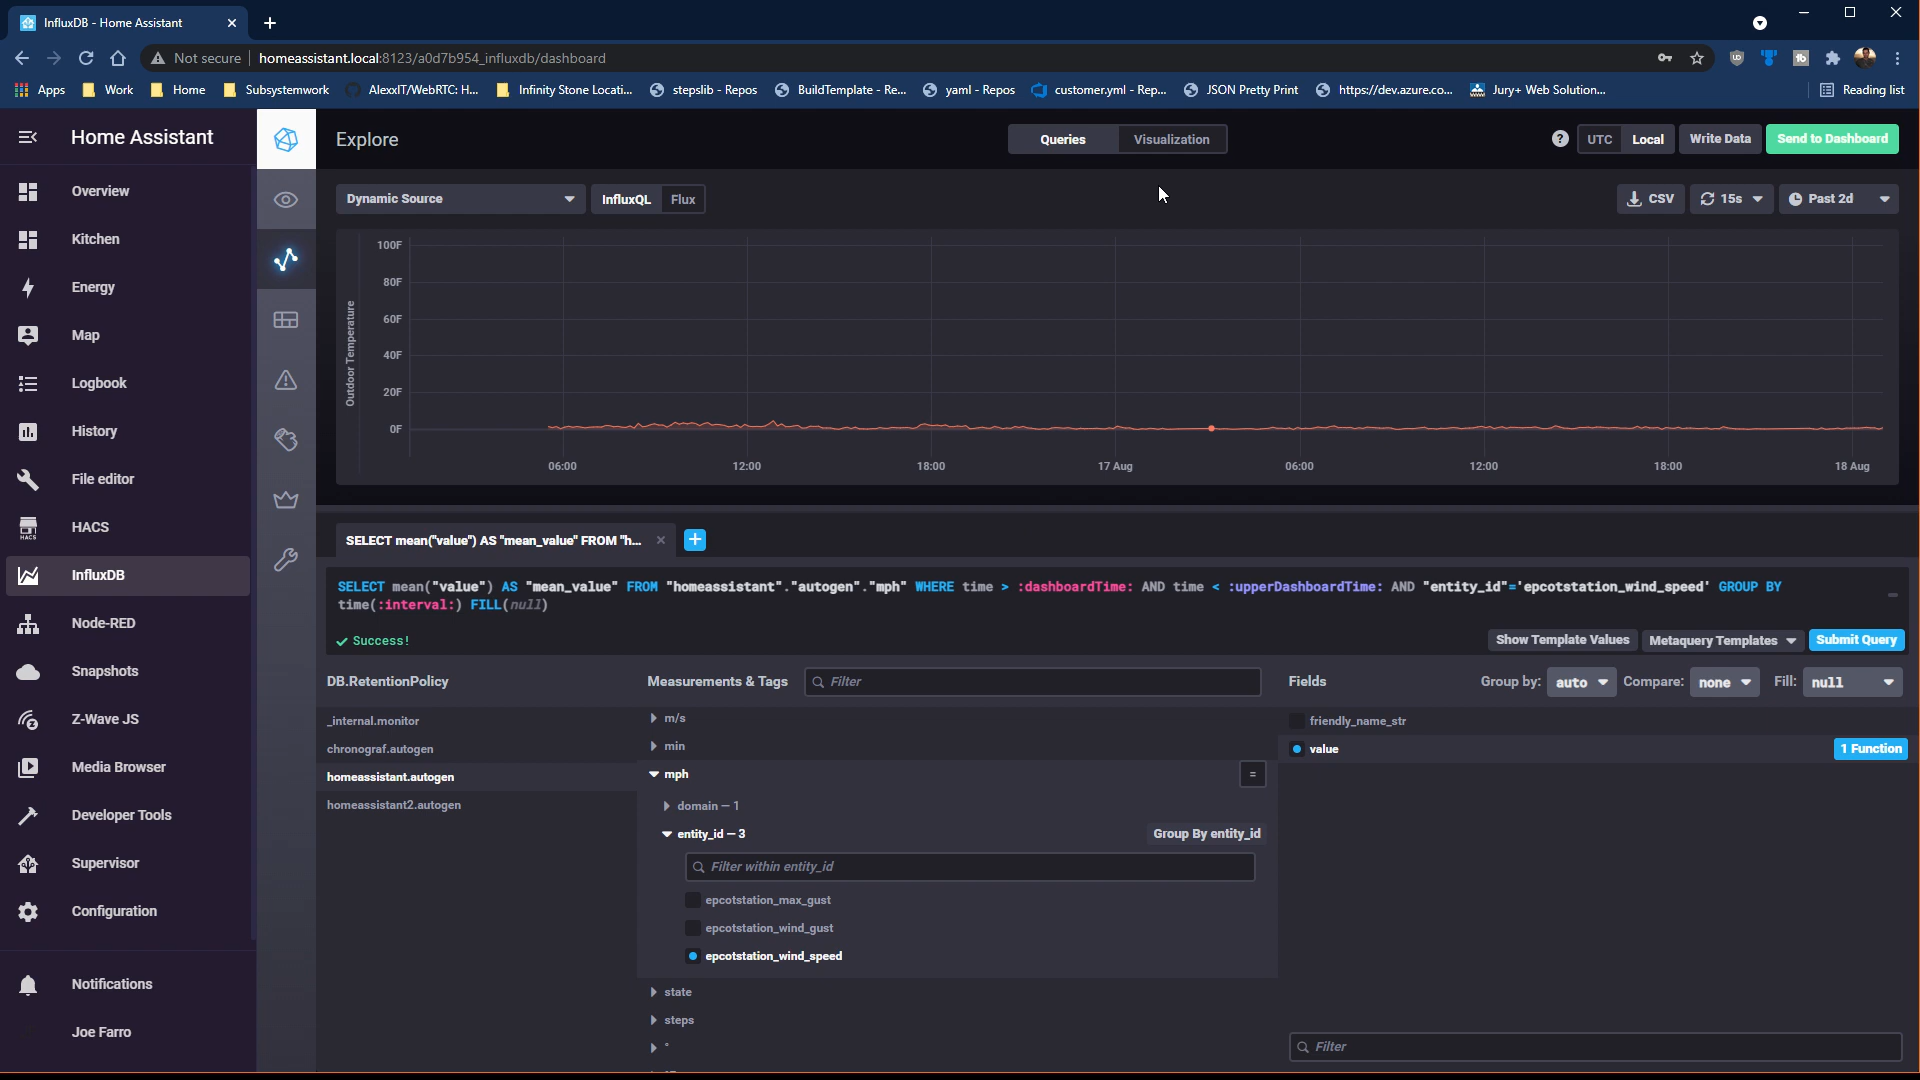 InfluxDB - Home Assistant
Not secure
homeassistant.local:8123/a0d7b954_influxdb/dashboard
Apps
Work
Home
Subsystemwork
AlexxIT/WebRTC: H...
Infinity Stone Locati...
stepslib - Repos
BuildTemplate - Re...
yaml - Repos
customer.yml - Rep...
JSON Pretty Print
https://dev.azure.co...
Jury+ Web Solution...
Reading list
Home Assistant
Overview
Kitchen
Energy
Map
Logbook
History
File editor
HACS
HACS
InfluxDB
Node-RED
Snapshots
Z-Wave JS
Media Browser
Developer Tools
Supervisor
Configuration
Notifications
Joe Farro
Explore
Queries
Visualization
?
UTC
Local
Write Data
Send to Dashboard
Dynamic Source
InfluxQL
Flux
CSV
15s
Past 2d
Outdoor Temperature
100F
80F
60F
40F
20F
0F
06:00
12:00
18:00
17 Aug
06:00
12:00
18:00
18 Aug
SELECT mean("value") AS "mean_value" FROM "h...
SELECT mean("value") AS "mean_value" FROM "homeassistant"."autogen"."mph" WHERE time > :dashboardTime: AND time < :upperDashboardTime: AND "entity_id"='epcotstation_wind_speed' GROUP BY
time(:interval:) FILL(null)
Success!
Show Template Values
Metaquery Templates
Submit Query
DB.RetentionPolicy
_internal.monitor
chronograf.autogen
homeassistant.autogen
homeassistant2.autogen
Measurements & Tags
Filter
m/s
min
mph
=
domain — 1
entity_id — 3
Group By entity_id
Filter within entity_id
epcotstation_max_gust
epcotstation_wind_gust
epcotstation_wind_speed
state
steps
°
Fields
Group by:
auto
Compare:
none
Fill:
null
friendly_name_str
value
1 Function
Filter